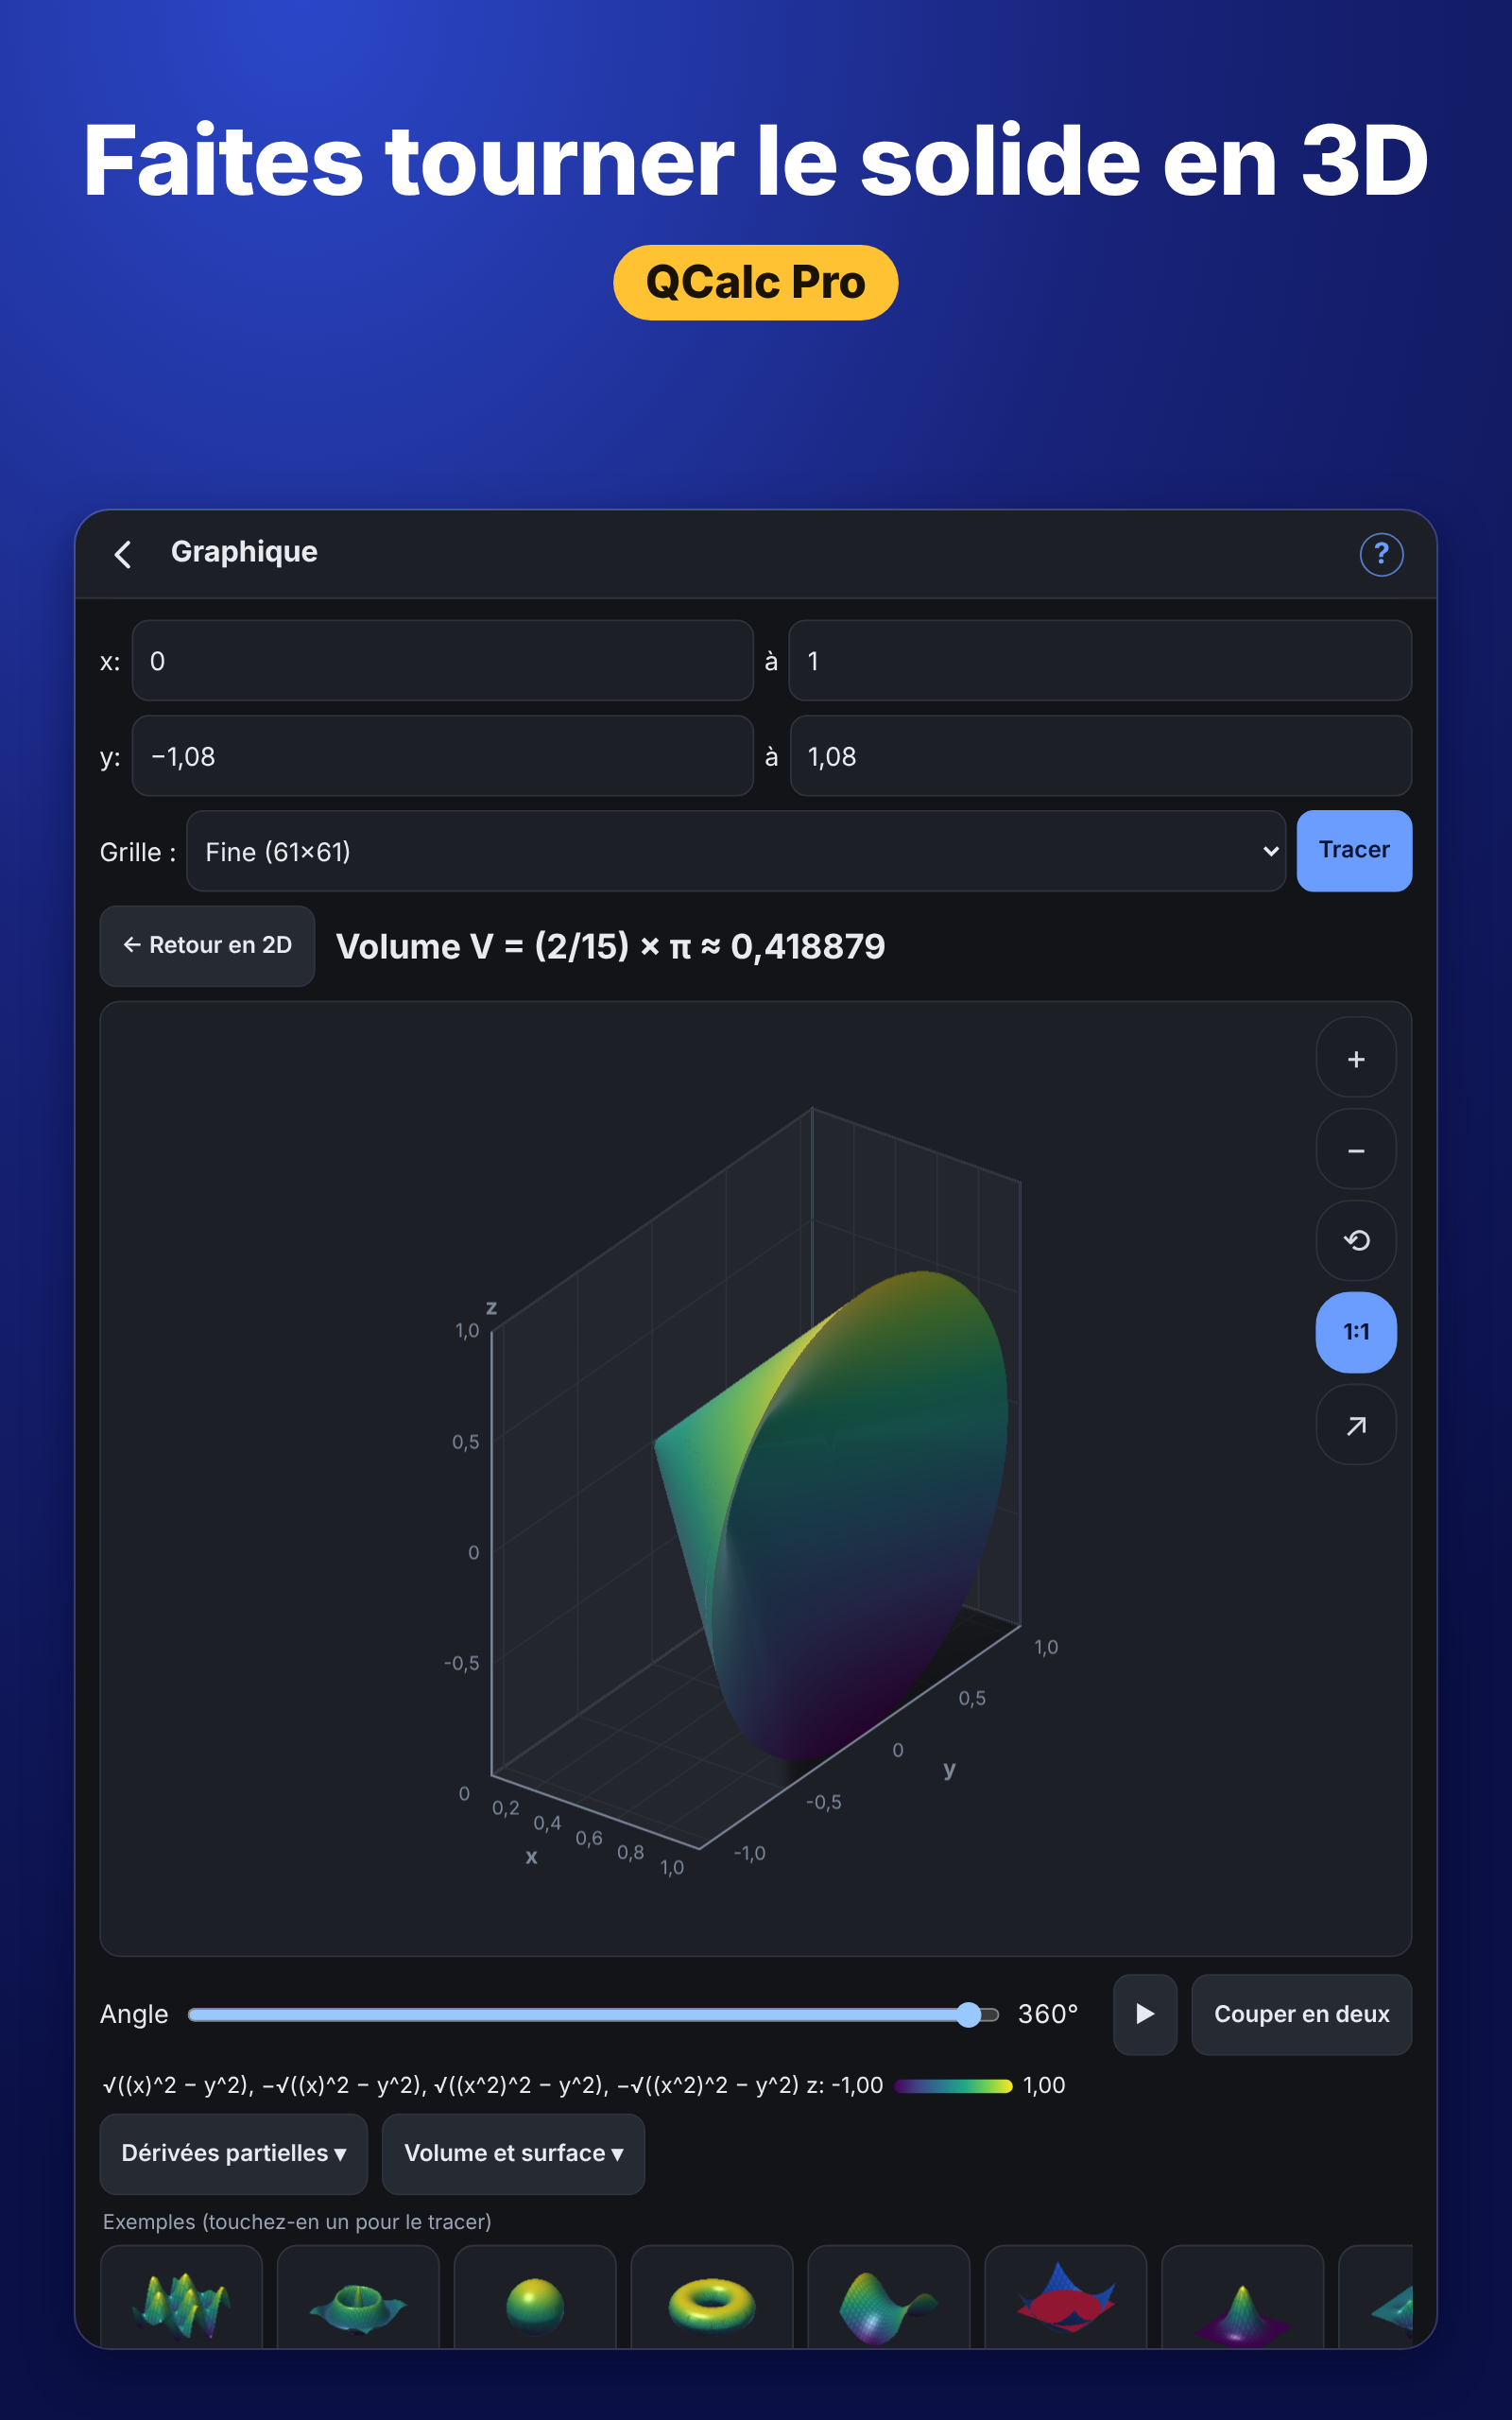 Faites tourner le solide en 3D
QCalc Pro
Graphique
?
x: 0 à 1
y: −1,08 à 1,08
Grille : Fine (61×61) Tracer
← Retour en 2D Volume V = (2/15) × π ≈ 0,418879
+
−
⟲
1:1
↗
z
1,0
0,5
0
-0,5
0
0,2
0,4
0,6
0,8
1,0
x
-1,0
-0,5
0
0,5
1,0
y
Angle 360° ▶ Couper en deux
√((x)^2 − y^2), −√((x)^2 − y^2), √((x^2)^2 − y^2), −√((x^2)^2 − y^2) z: -1,00 1,00
Dérivées partielles ▾ Volume et surface ▾
Exemples (touchez-en un pour le tracer)